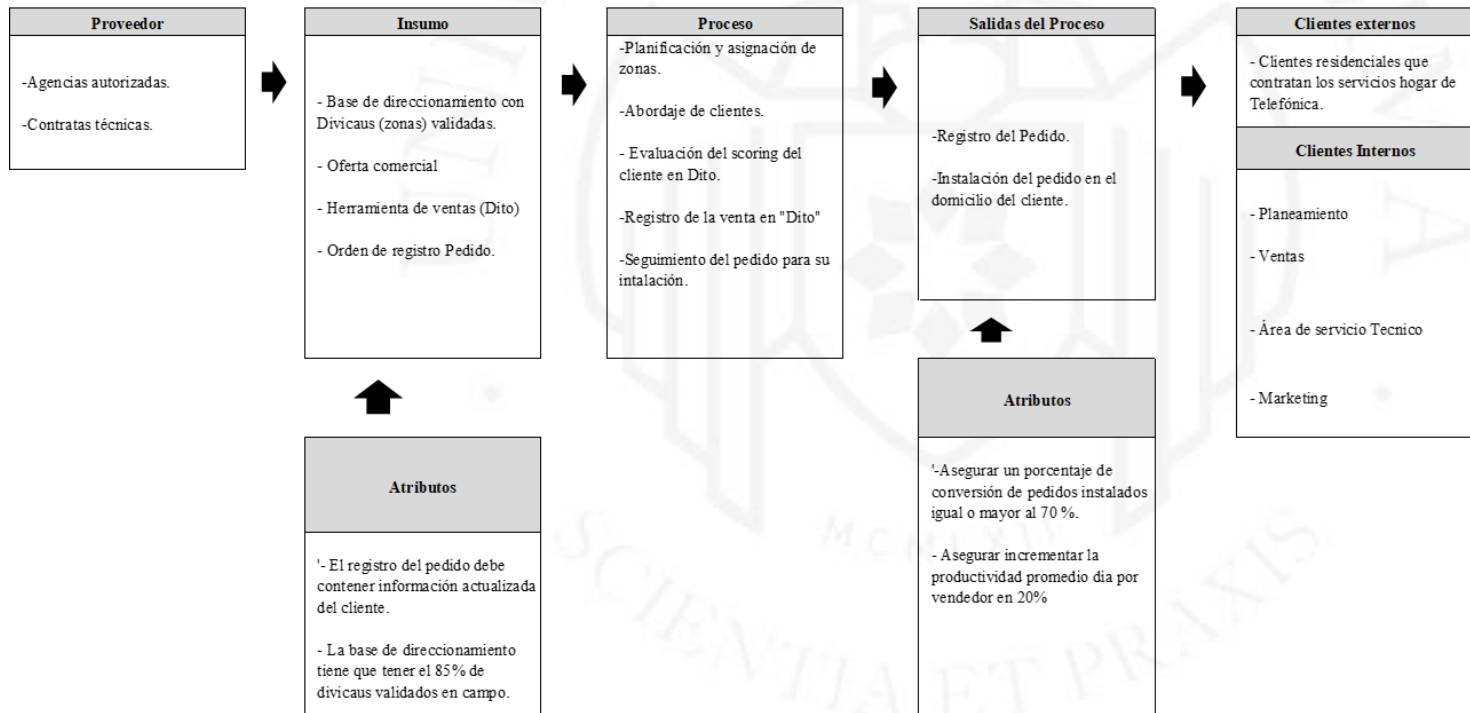 Proveedor
-Agencias autorizadas.
-Contratas técnicas.
Insumo
- Base de direccionamiento con
Divicaus (zonas) validadas.
- Oferta comercial
- Herramienta de ventas (Dito)
- Orden de registro Pedido.
Atributos
'- El registro del pedido debe
contener información actualizada
del cliente.
- La base de direccionamiento
tiene que tener el 85% de
divicaus validados en campo.
Proceso
-Planificación y asignación de
zonas.
-Abordaje de clientes.
- Evaluación del scoring del
cliente en Dito.
-Registro de la venta en "Dito"
-Seguimiento del pedido para su
intalación.
Salidas del Proceso
-Registro del Pedido.
-Instalación del pedido en el
domicilio del cliente.
Atributos
'-Asegurar un porcentaje de
conversión de pedidos instalados
igual o mayor al 70 %.
- Asegurar incrementar la
productividad promedio dia por
vendedor en 20%
Clientes externos
- Clientes residenciales que
contratan los servicios hogar de
Telefónica.
Clientes Internos
- Planeamiento
- Ventas
- Área de servicio Tecnico
- Marketing
SCIENTIA ET PRAXIS